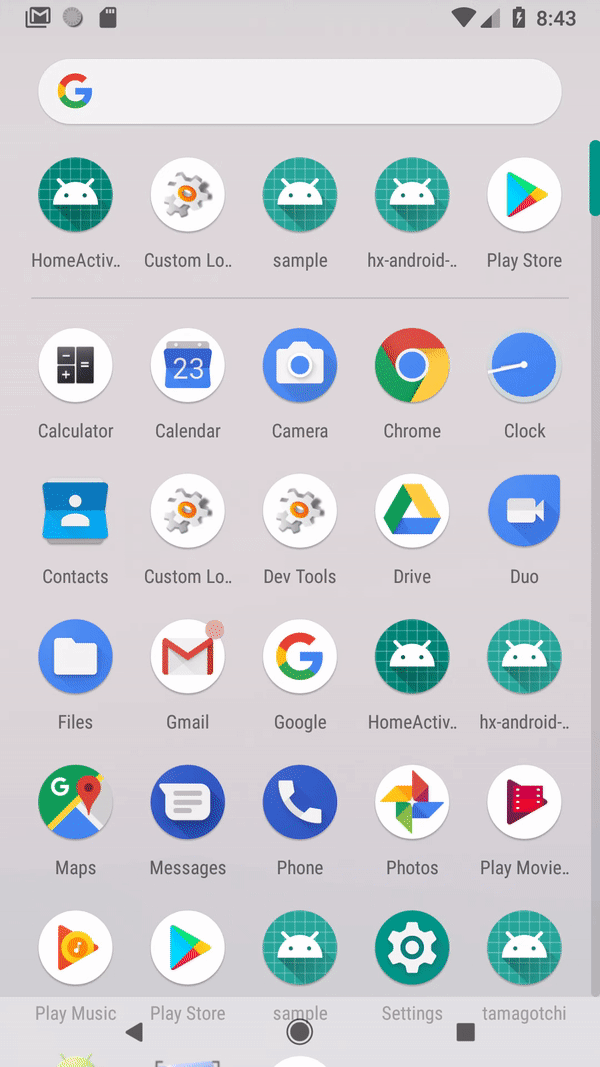 8:43
HomeActiv..
Custom Lo..
sample
hx-android-..
Play Store
23
Calculator
Calendar
Camera
Chrome
Clock
Contacts
Custom Lo..
Dev Tools
Drive
Duo
Files
Gmail
Google
HomeActiv..
hx-android-..
Maps
Messages
Phone
Photos
Play Movie..
Play Music
Play Store
sample
Settings
tamagotchi